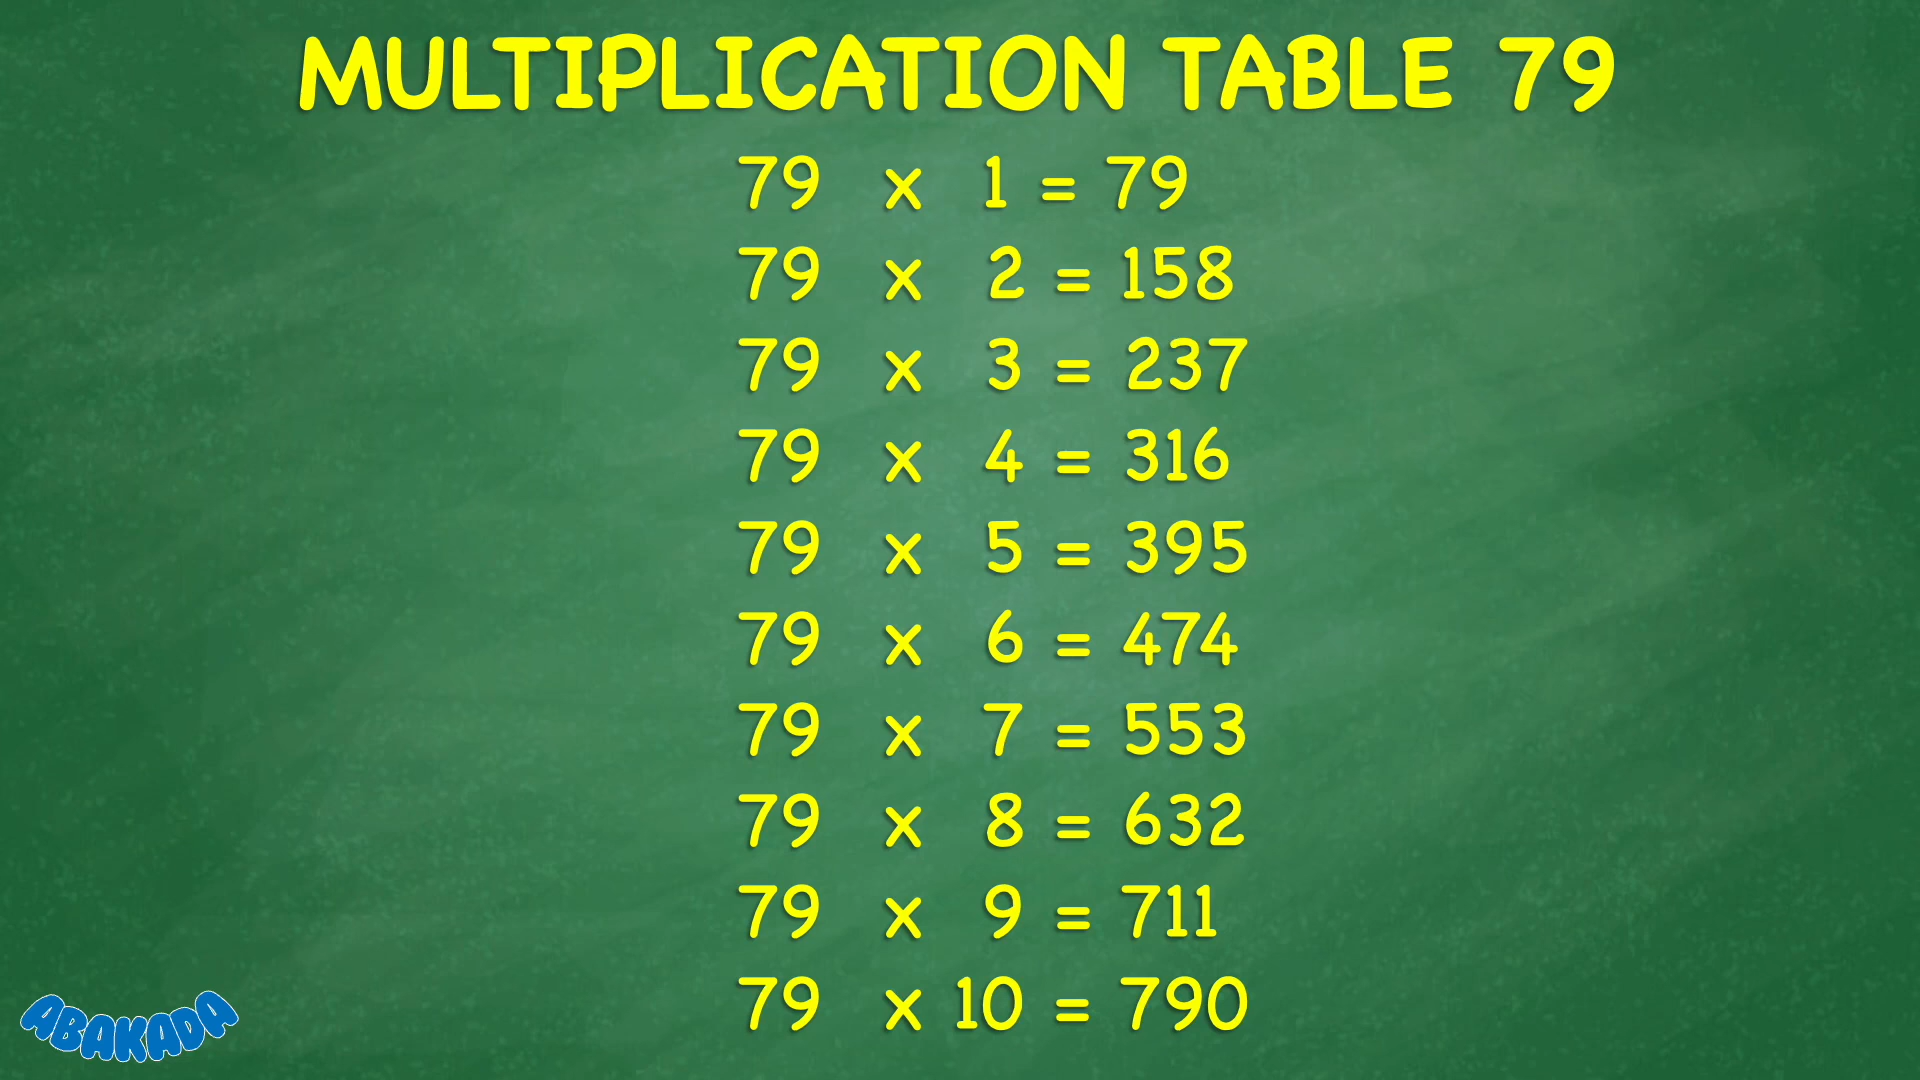 MULTIPLICATION TABLE 79
79 x 1 = 79
79 x 2 = 158
79 x 3 = 237
79 x 4 = 316
79 x 5 = 395
79 x 6 = 474
79 x 7 = 553
79 x 8 = 632
79 x 9 = 711
79 x 10 = 790
ABAKADA